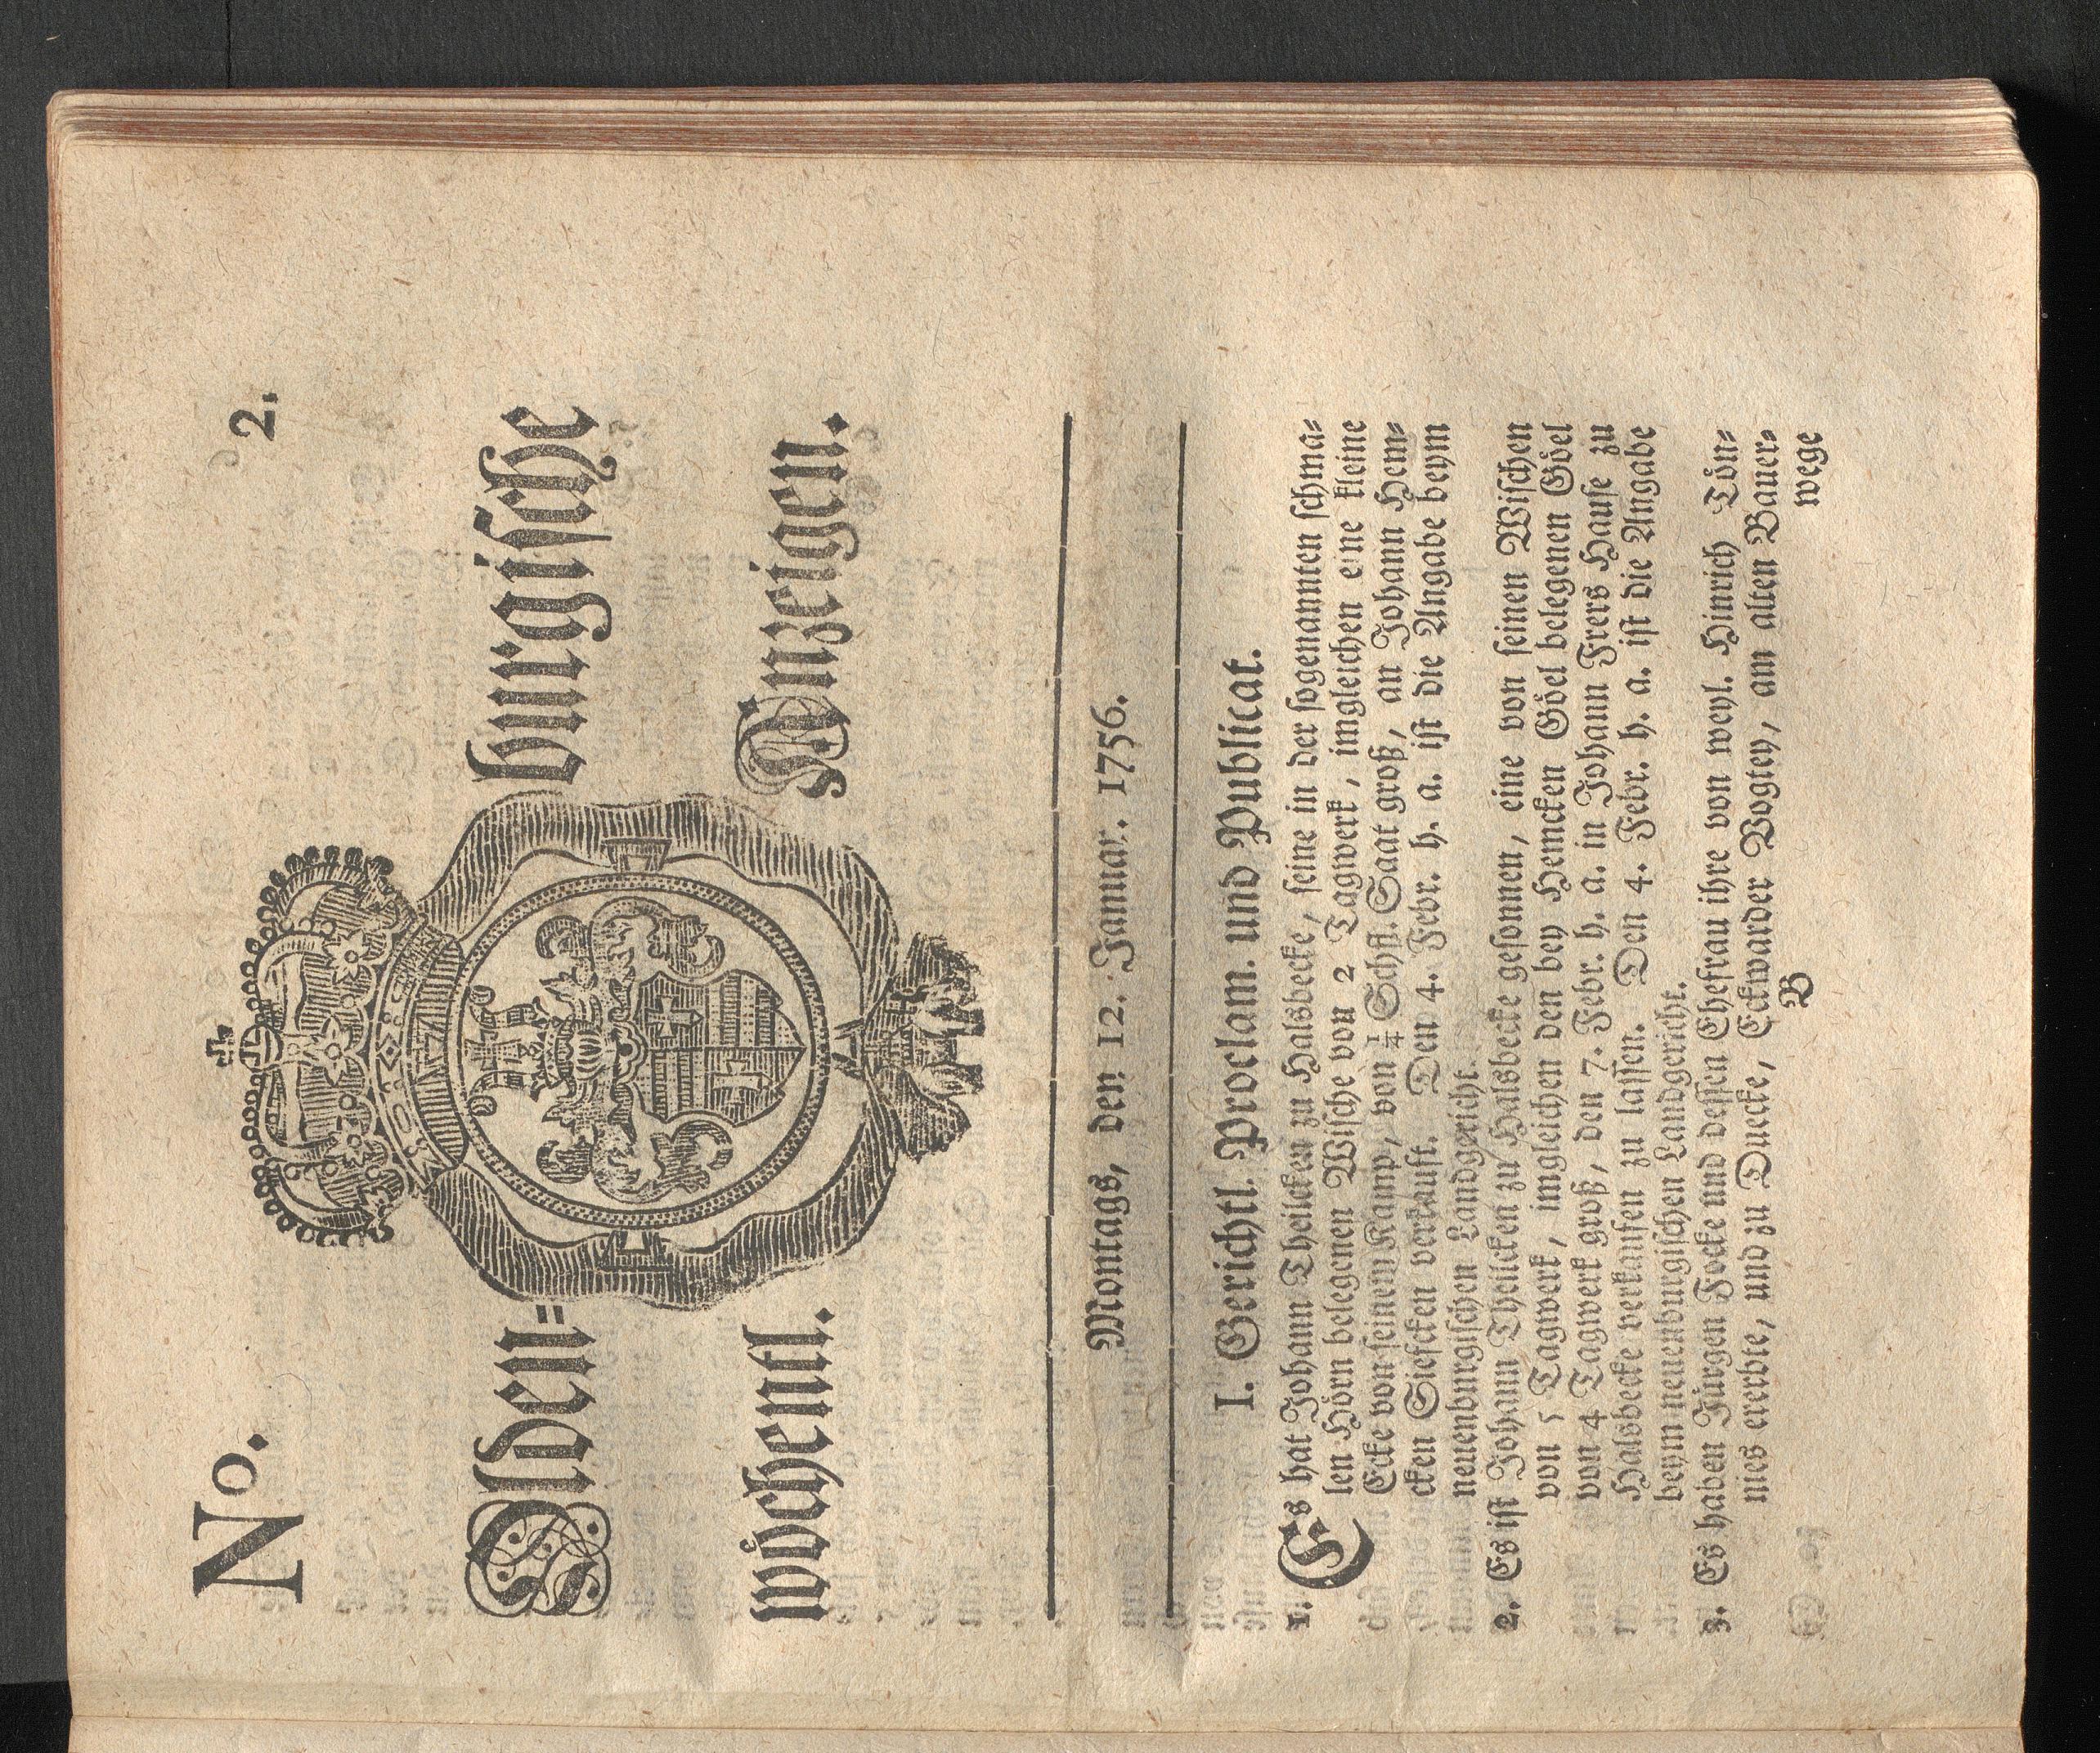 No. 2.
Olden= burgische
wöchentl. Anzeigen.
Montags, den 12. Januar. 1756.
I. Gerichtl. Proclam. und Publicat.
1. Es hat Johann Theilcken zu Halsbecke, seine in der sogenannten schma=
len Hörn belegenen Wische von 2 Tagwerk, imgleichen eine kleine
Ecke von seinem Kamp, von 1/4 Schfl. Saat groß, an Johann Hem=
cken Siefcken verkauft. Den 4. Febr. h. a. ist die Angabe beym
neuenburgischen Landgericht.
2. Es ist Johann Theilcken zu Halsbecke gesonnen, eine von seinen Wischen
von 5 Tagwerk, imgleichen den bey Hemcken Göel belegenen Göel
von 4 Tagwerk groß, den 7. Febr. h. a. in Johann Frers Hause zu
Halsbecke verkaufen zu lassen. Den 4. Febr. h. a. ist die Angabe
beym neuenburgischen Landgericht.
3. Es haben Jürgen Focke und dessen Ehefrau ihre von weyl. Hinrich Tön=
nies ererbte, und zu Duecke, Eckwarder Vogtey, am alten Bauer=
B wege